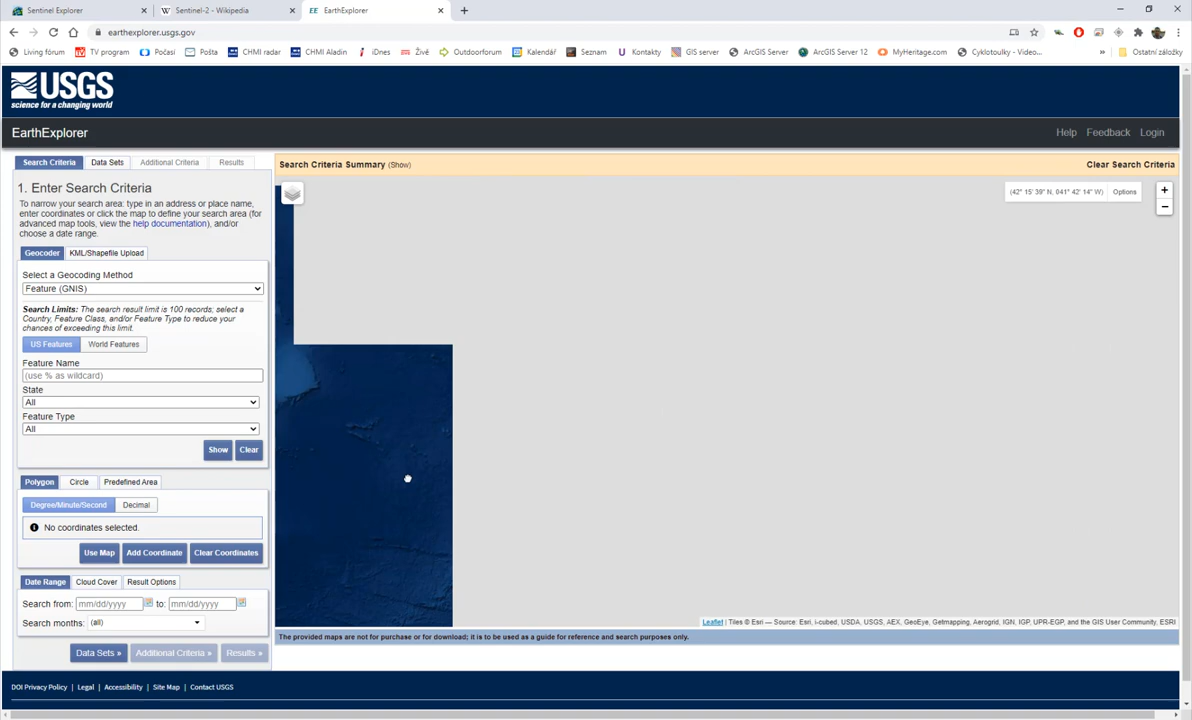 Sentinel Explorer
Sentinel-2 - Wikipedia
EE EarthExplorer
earthexplorer.usgs.gov
Living fórum TV program Počasí Pošta CHMI radar CHMI Aladin iDnes Živě Outdoorforum Kalendář Seznam Kontakty GIS server ArcGIS Server ArcGIS Server 12 MyHeritage.com Cyklotoulky - Video... » Ostatní záložky
USGS
science for a changing world
EarthExplorer
Help Feedback Login
Search Criteria Data Sets Additional Criteria Results
Search Criteria Summary (Show)
Clear Search Criteria
1. Enter Search Criteria
To narrow your search area: type in an address or place name,
enter coordinates or click the map to define your search area (for
advanced map tools, view the help documentation), and/or
choose a date range.
(42° 15' 39" N, 041° 42' 14" W) Options
+
−
Geocoder KML/Shapefile Upload
Select a Geocoding Method
Feature (GNIS)
Search Limits: The search result limit is 100 records; select a
Country, Feature Class, and/or Feature Type to reduce your
chances of exceeding this limit.
US Features World Features
Feature Name
(use % as wildcard)
State
All
Feature Type
All
Show Clear
Polygon Circle Predefined Area
Degree/Minute/Second Decimal
No coordinates selected.
Use Map Add Coordinate Clear Coordinates
Date Range Cloud Cover Result Options
Search from: mm/dd/yyyy to: mm/dd/yyyy
Search months: (all)
Data Sets » Additional Criteria » Results »
Leaflet | Tiles © Esri — Source: Esri, i-cubed, USDA, USGS, AEX, GeoEye, Getmapping, Aerogrid, IGN, IGP, UPR-EGP, and the GIS User Community, ESRI
The provided maps are not for purchase or for download; it is to be used as a guide for reference and search purposes only.
DOI Privacy Policy | Legal | Accessibility | Site Map | Contact USGS